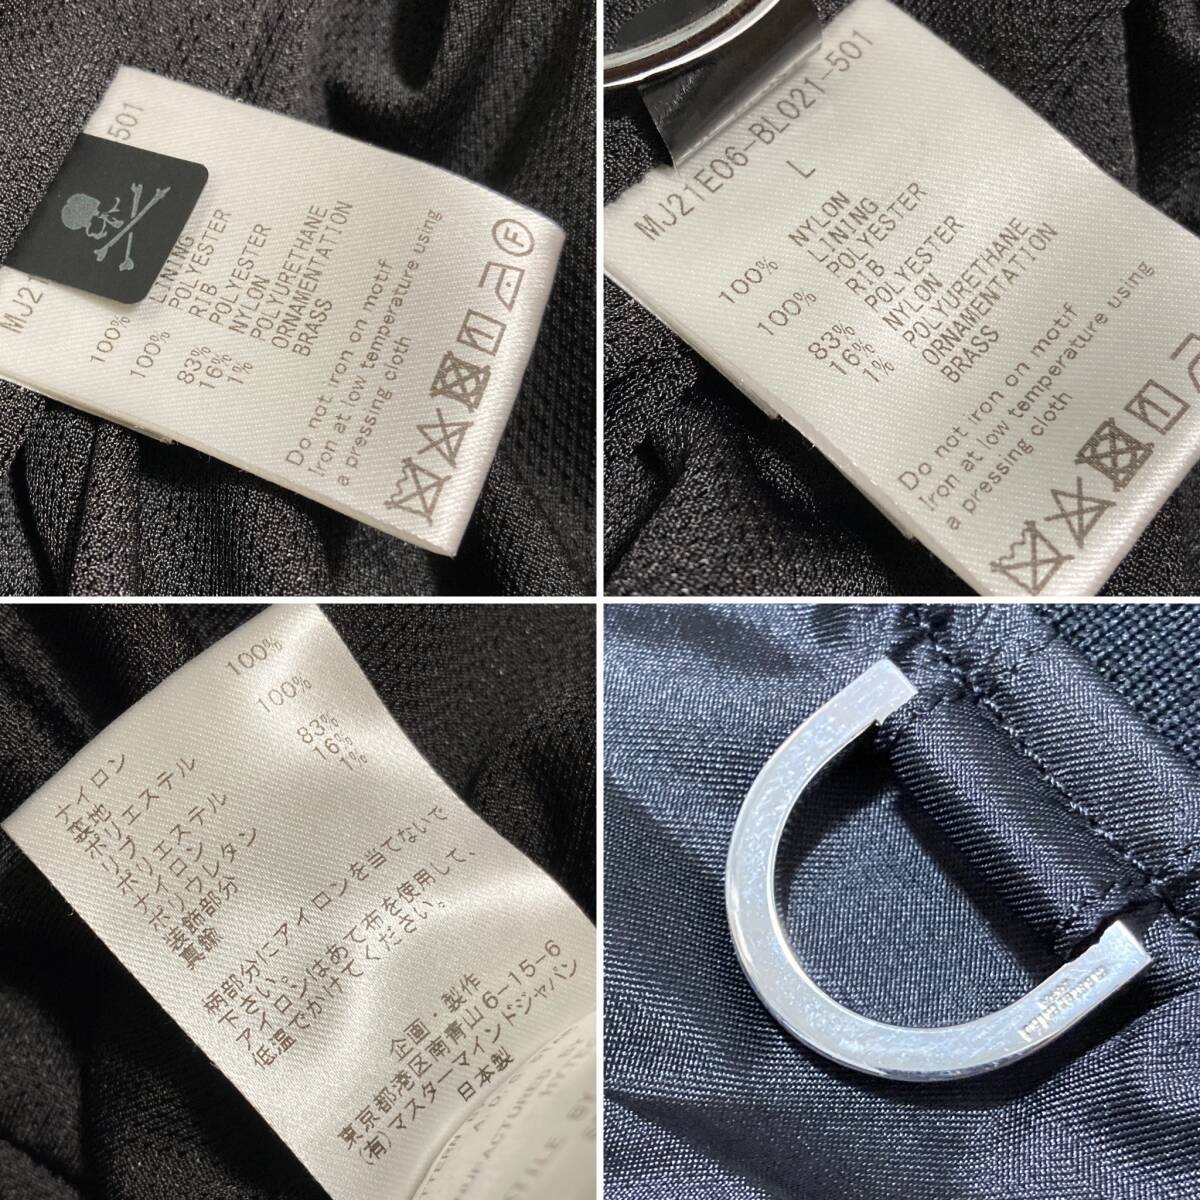 501
MJ21
100%
LINING
POLYESTER
100%
RIB
POLYESTER
83%
NYLON
16%
POLYURETHANE
1%
ORNAMENTATION
BRASS
Do not iron on motif
Iron at low temperature using
a pressing cloth
F
MJ21E06-BL021-501
L
NYLON
100%
LINING
POLYESTER
100%
RIB
POLYESTER
83%
NYLON
16%
POLYURETHANE
1%
ORNAMENTATION
BRASS
Do not iron on motif
Iron at low temperature using
a pressing cloth
ナイロン 100%
裏地
ポリエステル 100%
リブ
ポリエステル 83%
ナイロン 16%
ポリウレタン 1%
装飾部分
真鍮
柄部分にアイロンを当てないで
下さい。
アイロンはあて布を使用して、
低温でかけてください。
企画・製作
東京都港区南青山6-15-6
(有)マスターマインドジャパン
日本製